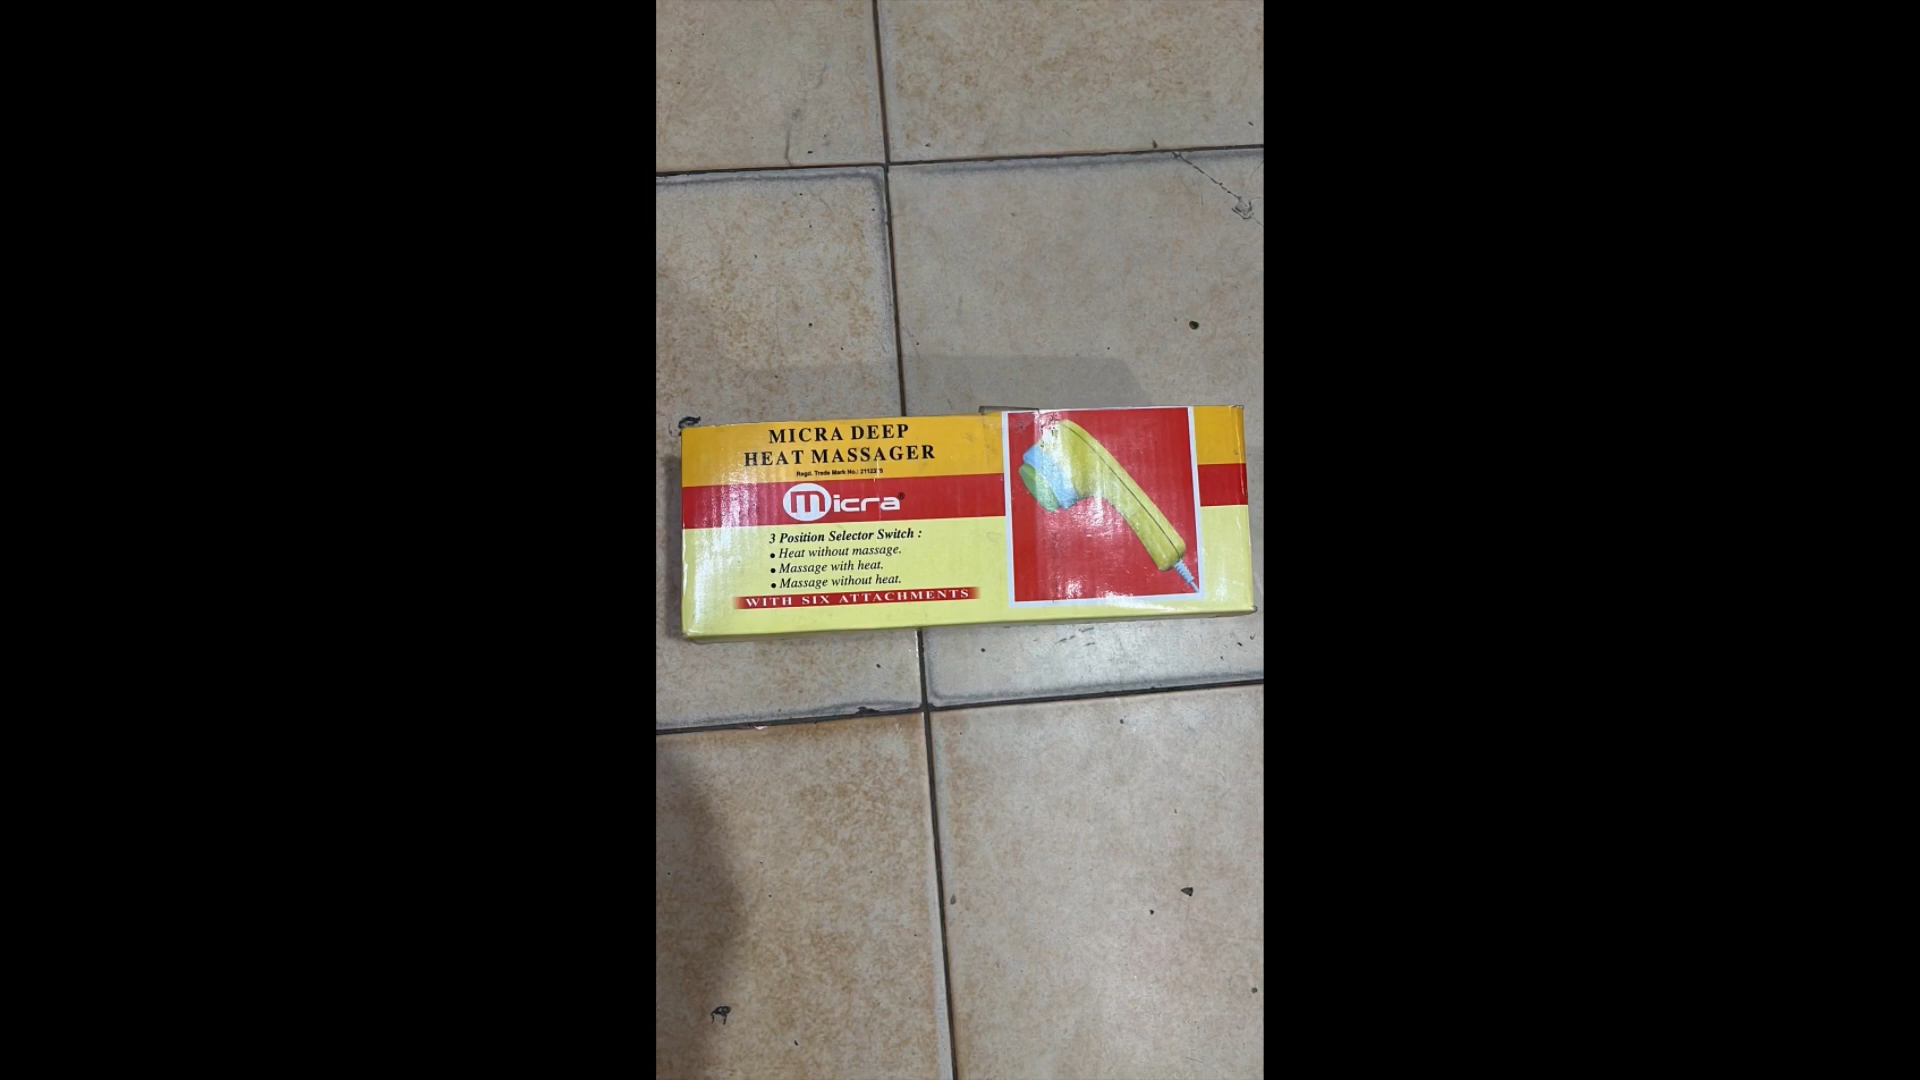 MICRA DEEP
HEAT MASSAGER
Regd. Trade Mark No.:
micra®
3 Position Selector Switch :
• Heat without massage.
• Massage with heat.
• Massage without heat.
WITH SIX ATTACHMENTS